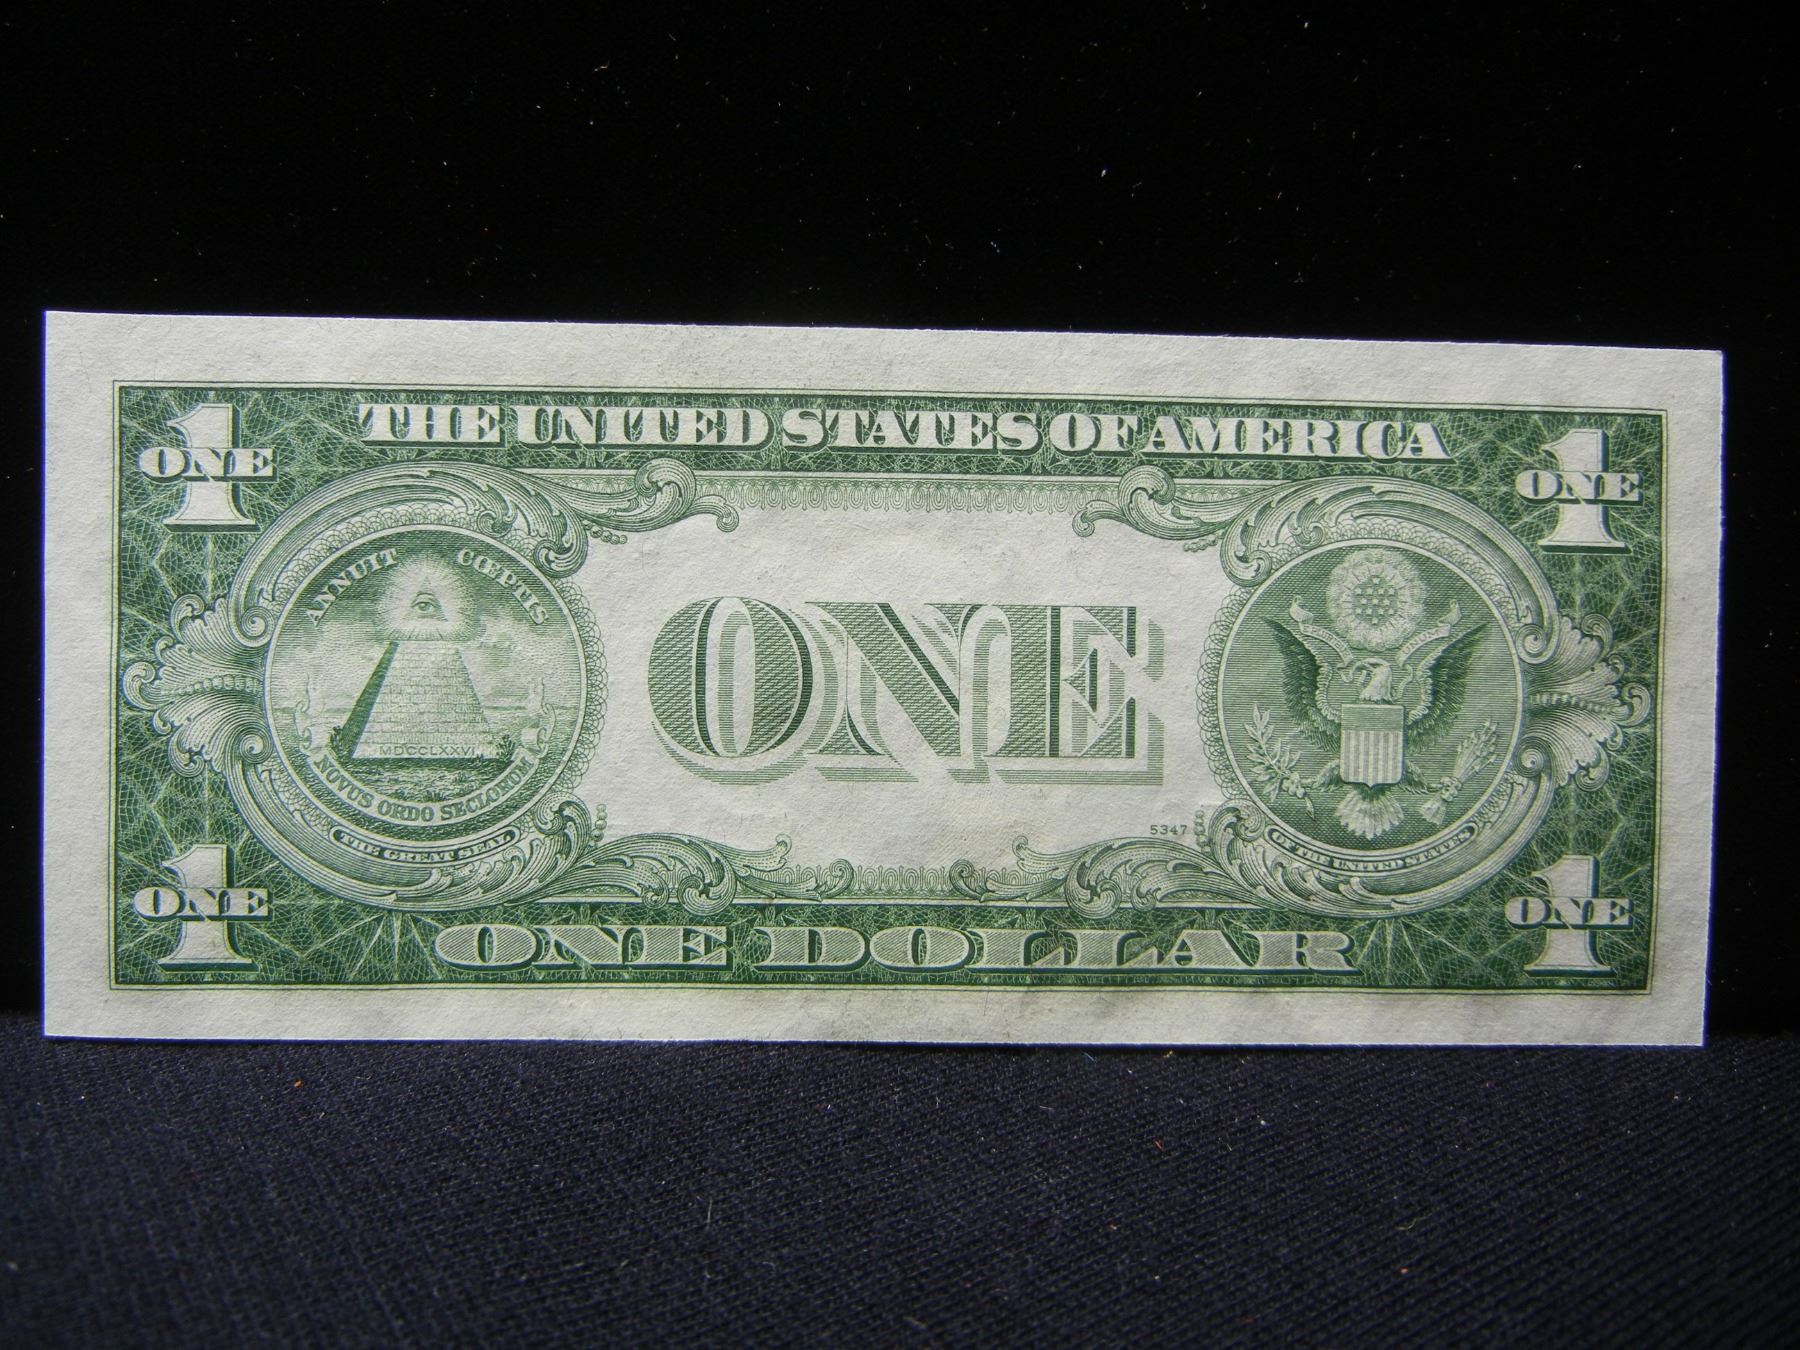 THE UNITED STATES OF AMERICA
1 ONE
1 ONE
ANNUIT CŒPTIS
MDCCLXXVI
NOVUS ORDO SECLORUM
THE GREAT SEAL
ONE
5347
OF THE UNITED STATES
1 ONE
1 ONE
ONE DOLLAR